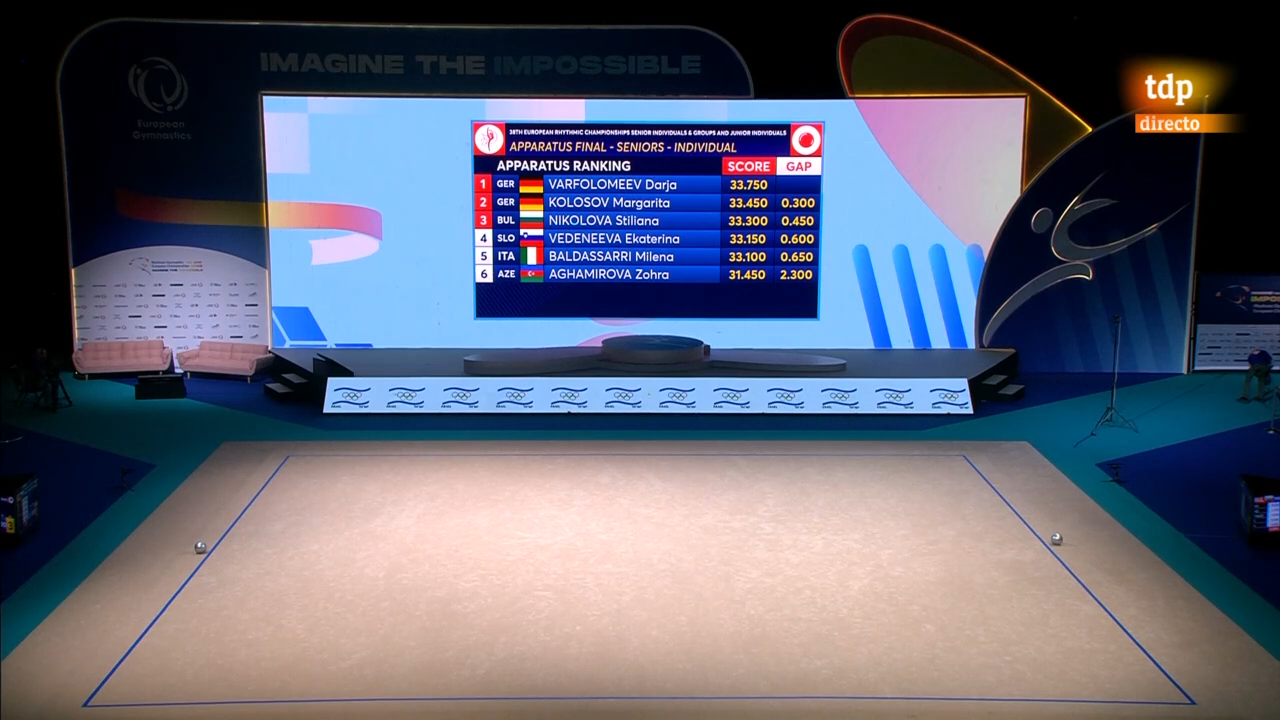 IMAGINE THE IMPOSSIBLE
European
Gymnastics
tdp
directo
38TH EUROPEAN RHYTHMIC CHAMPIONSHIPS SENIOR INDIVIDUALS & GROUPS AND JUNIOR INDIVIDUALS
APPARATUS FINAL - SENIORS - INDIVIDUAL
APPARATUS RANKING SCORE GAP
1 GER VARFOLOMEEV Darja 33.750
2 GER KOLOSOV Margarita 33.450 0.300
3 BUL NIKOLOVA Stiliana 33.300 0.450
4 SLO VEDENEEVA Ekaterina 33.150 0.600
5 ITA BALDASSARRI Milena 33.100 0.650
6 AZE AGHAMIROVA Zohra 31.450 2.300